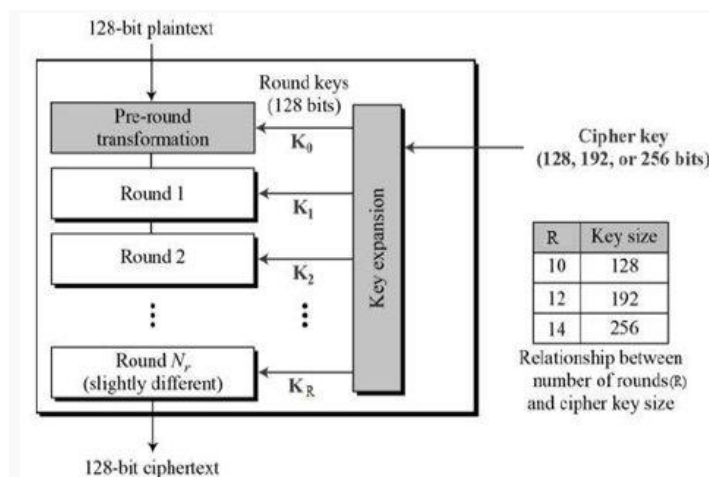 128-bit plaintext
Round keys
(128 bits)
Pre-round
transformation
K0
Cipher key
(128, 192, or 256 bits)
Round 1
K1
Round 2
K2
Key expansion
Round Nr
(slightly different)
KR
128-bit ciphertext
R Key size
10 128
12 192
14 256
Relationship between
number of rounds(R)
and cipher key size